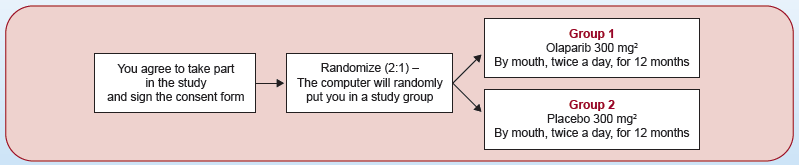 You agree to take part
in the study
and sign the consent form
Randomize (2:1) –
The computer will randomly
put you in a study group
Group 1
Olaparib 300 mg²
By mouth, twice a day, for 12 months
Group 2
Placebo 300 mg²
By mouth, twice a day, for 12 months